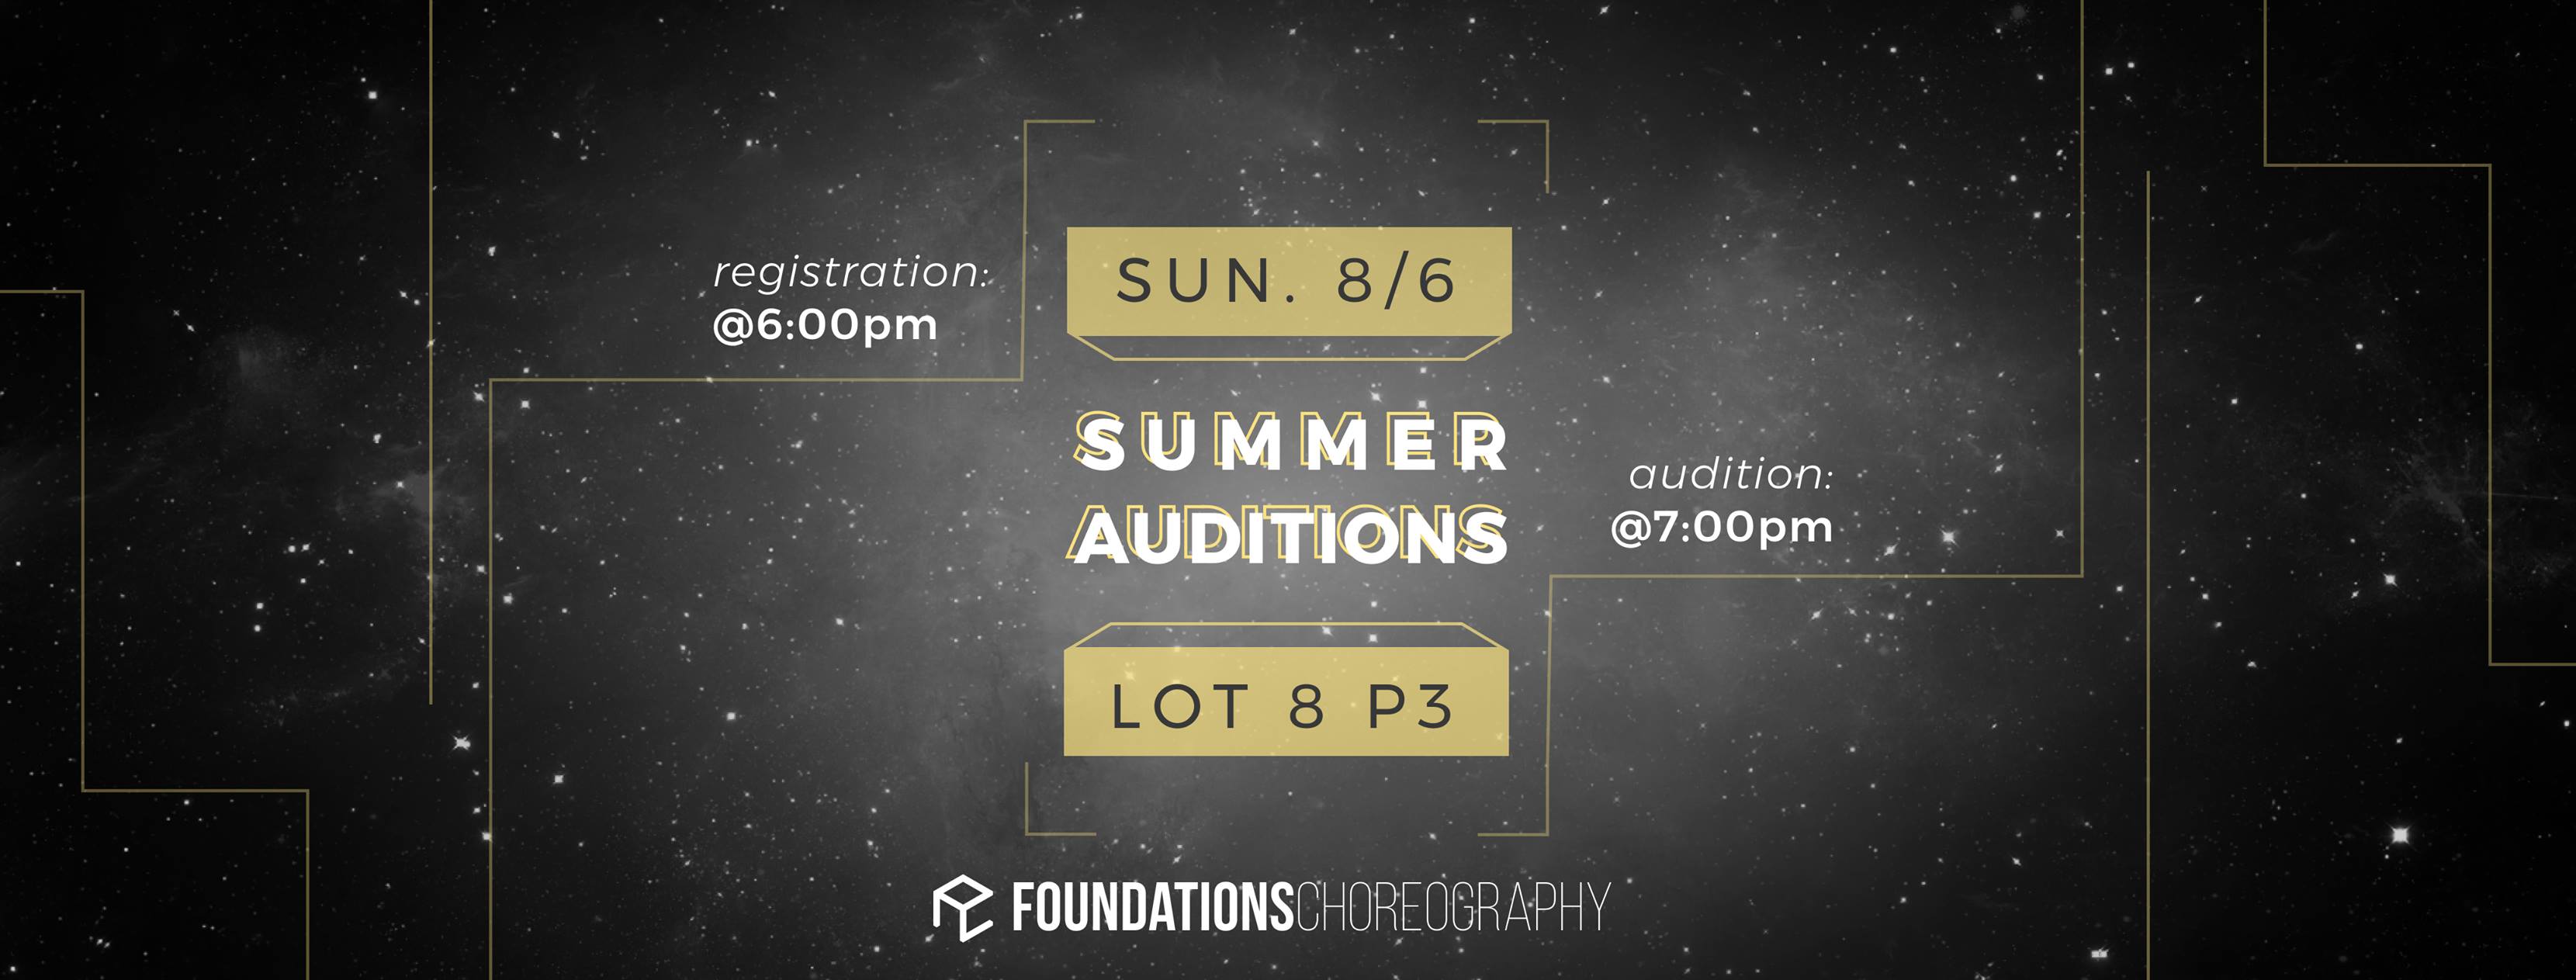 registration:
@6:00pm
SUN. 8/6
SUMMER
AUDITIONS
audition:
@7:00pm
LOT 8 P3
FOUNDATIONSCHOREOGRAPHY